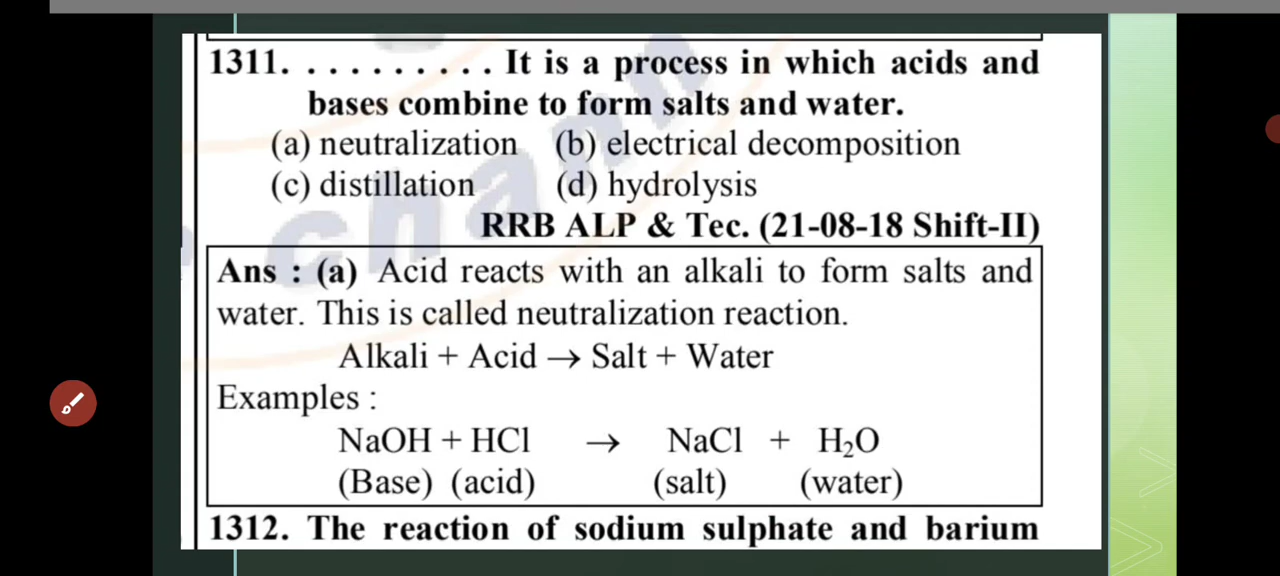 1311. . . . . . . . . . . It is a process in which acids and
bases combine to form salts and water.
(a) neutralization (b) electrical decomposition
(c) distillation (d) hydrolysis
RRB ALP & Tec. (21-08-18 Shift-II)
Ans : (a) Acid reacts with an alkali to form salts and
water. This is called neutralization reaction.
Alkali + Acid → Salt + Water
Examples :
NaOH + HCl → NaCl + H₂O
(Base) (acid) (salt) (water)
1312. The reaction of sodium sulphate and barium